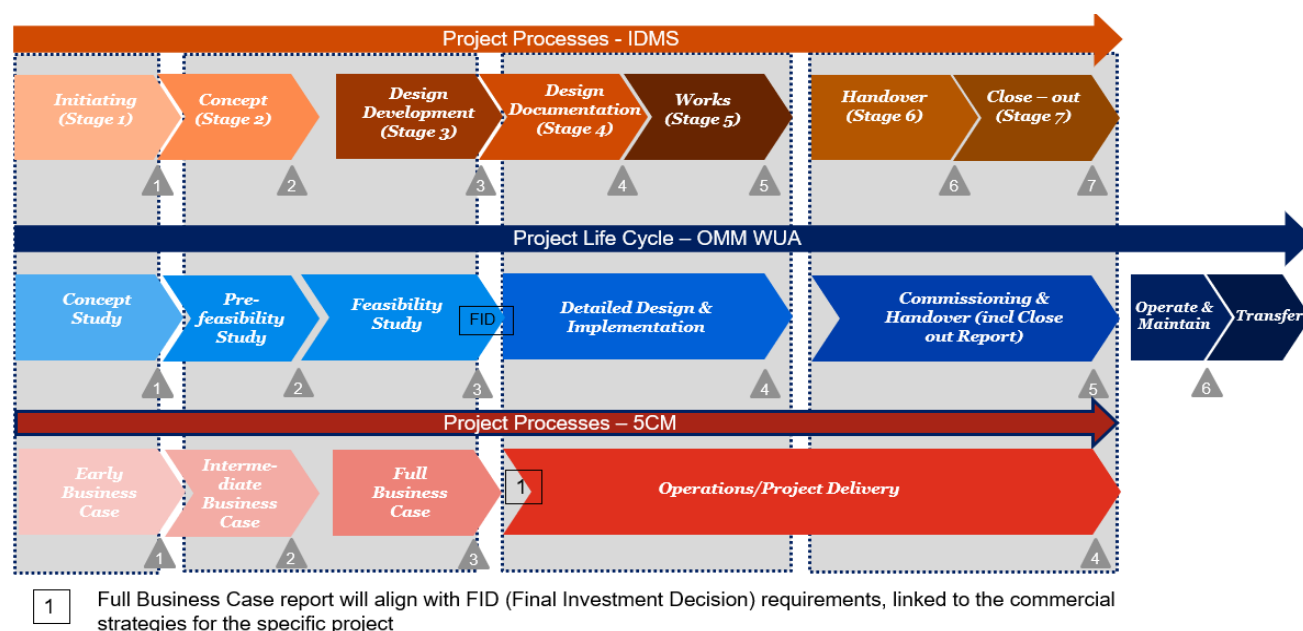 Project Processes - IDMS
Initiating
(Stage 1)
Concept
(Stage 2)
Design
Development
(Stage 3)
Design
Documentation
(Stage 4)
Works
(Stage 5)
Handover
(Stage 6)
Close – out
(Stage 7)
1
2
3
4
5
6
7
Project Life Cycle – OMM WUA
Concept
Study
Pre-
feasibility
Study
Feasibility
Study
FID
Detailed Design &
Implementation
Commissioning &
Handover (incl Close
out Report)
Operate &
Maintain
Transfer
1
2
3
4
5
6
Project Processes – 5CM
Early
Business
Case
Interme-
diate
Business
Case
Full
Business
Case
1
Operations/Project Delivery
1
2
3
4
1
Full Business Case report will align with FID (Final Investment Decision) requirements, linked to the commercial
strategies for the specific project